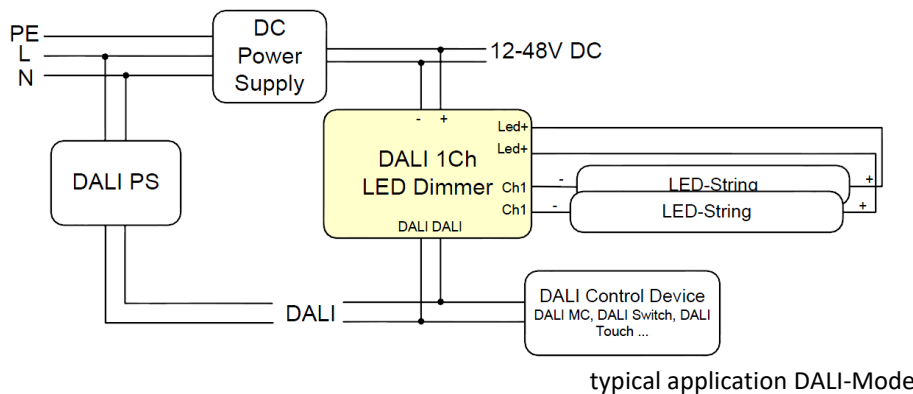 PE
L
N
DC
Power
Supply
12-48V DC
- +
DALI PS
DALI 1Ch
LED Dimmer
Led+
Led+
Ch1
Ch1
DALI DALI
- LED-String +
- LED-String +
DALI
DALI Control Device
DALI MC, DALI Switch, DALI
Touch ...
typical application DALI-Mode